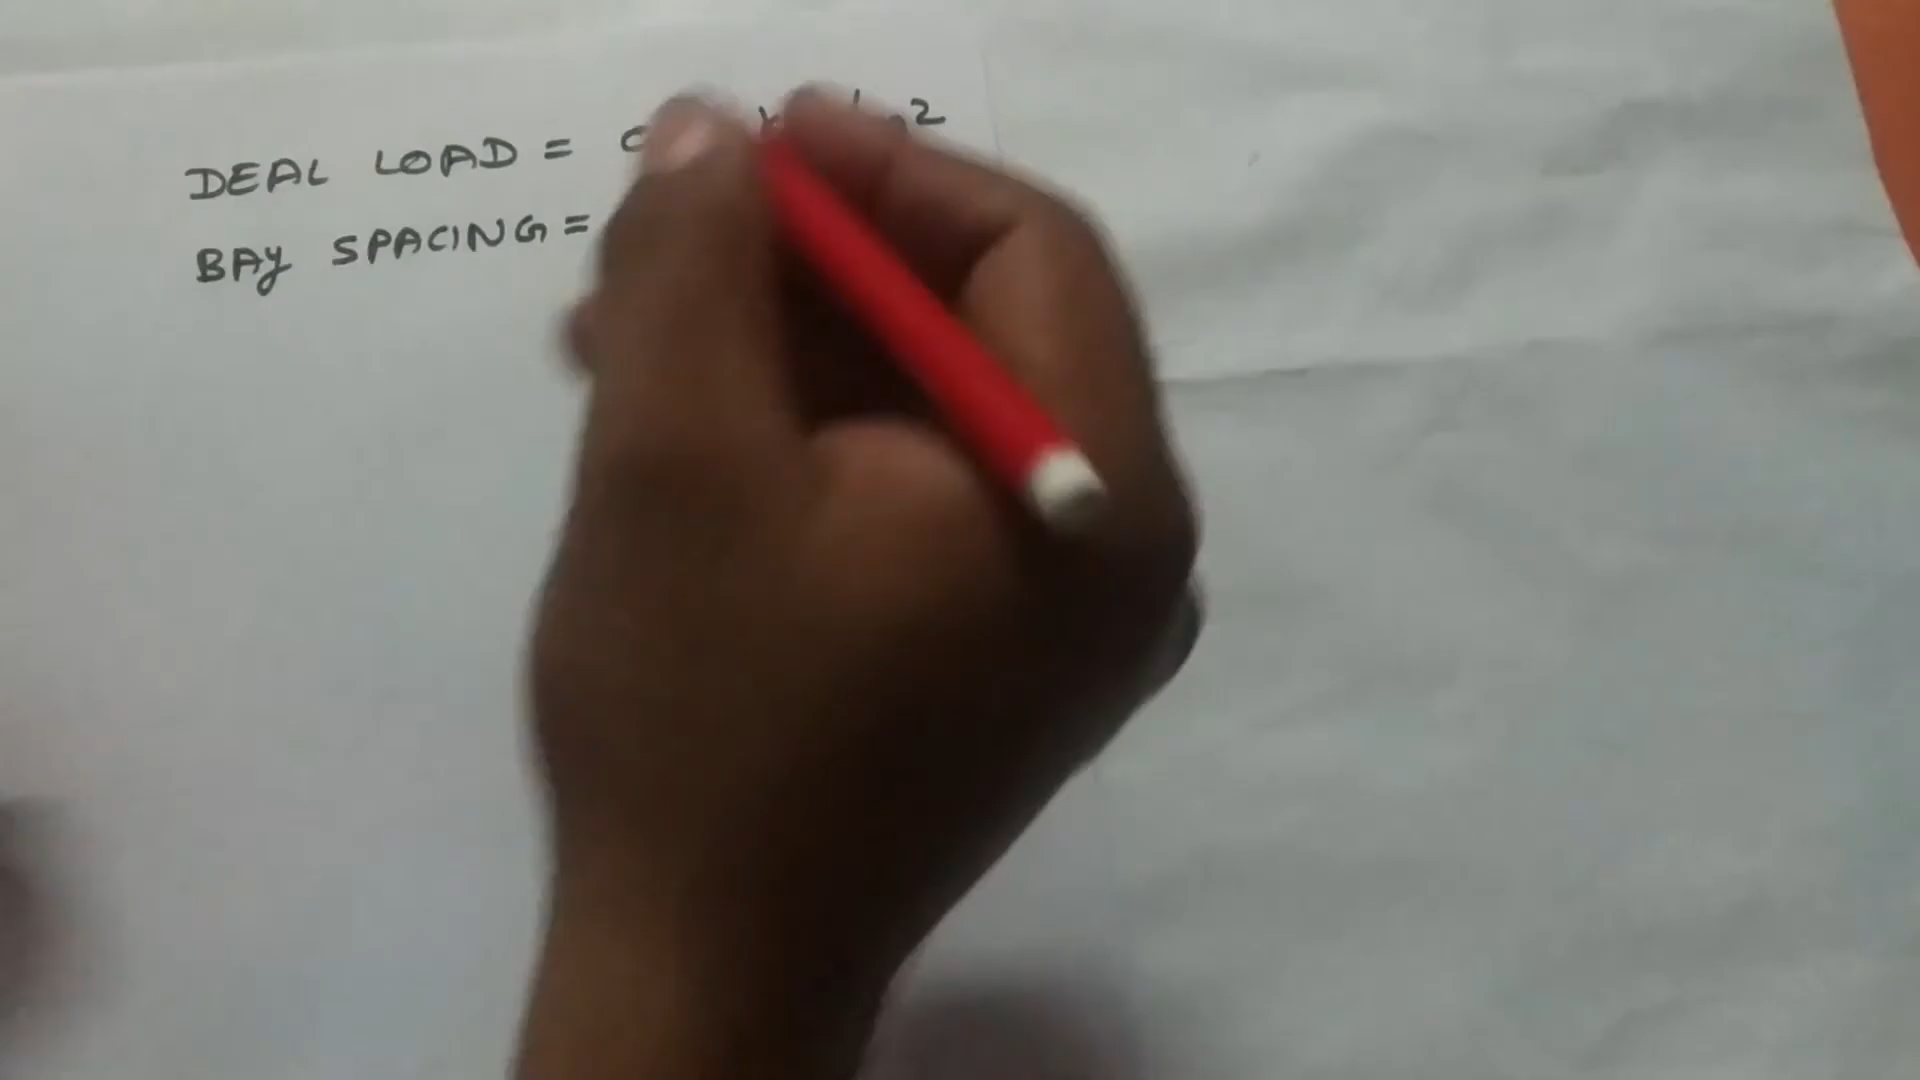 DEAL LOAD =
BAY SPACING =